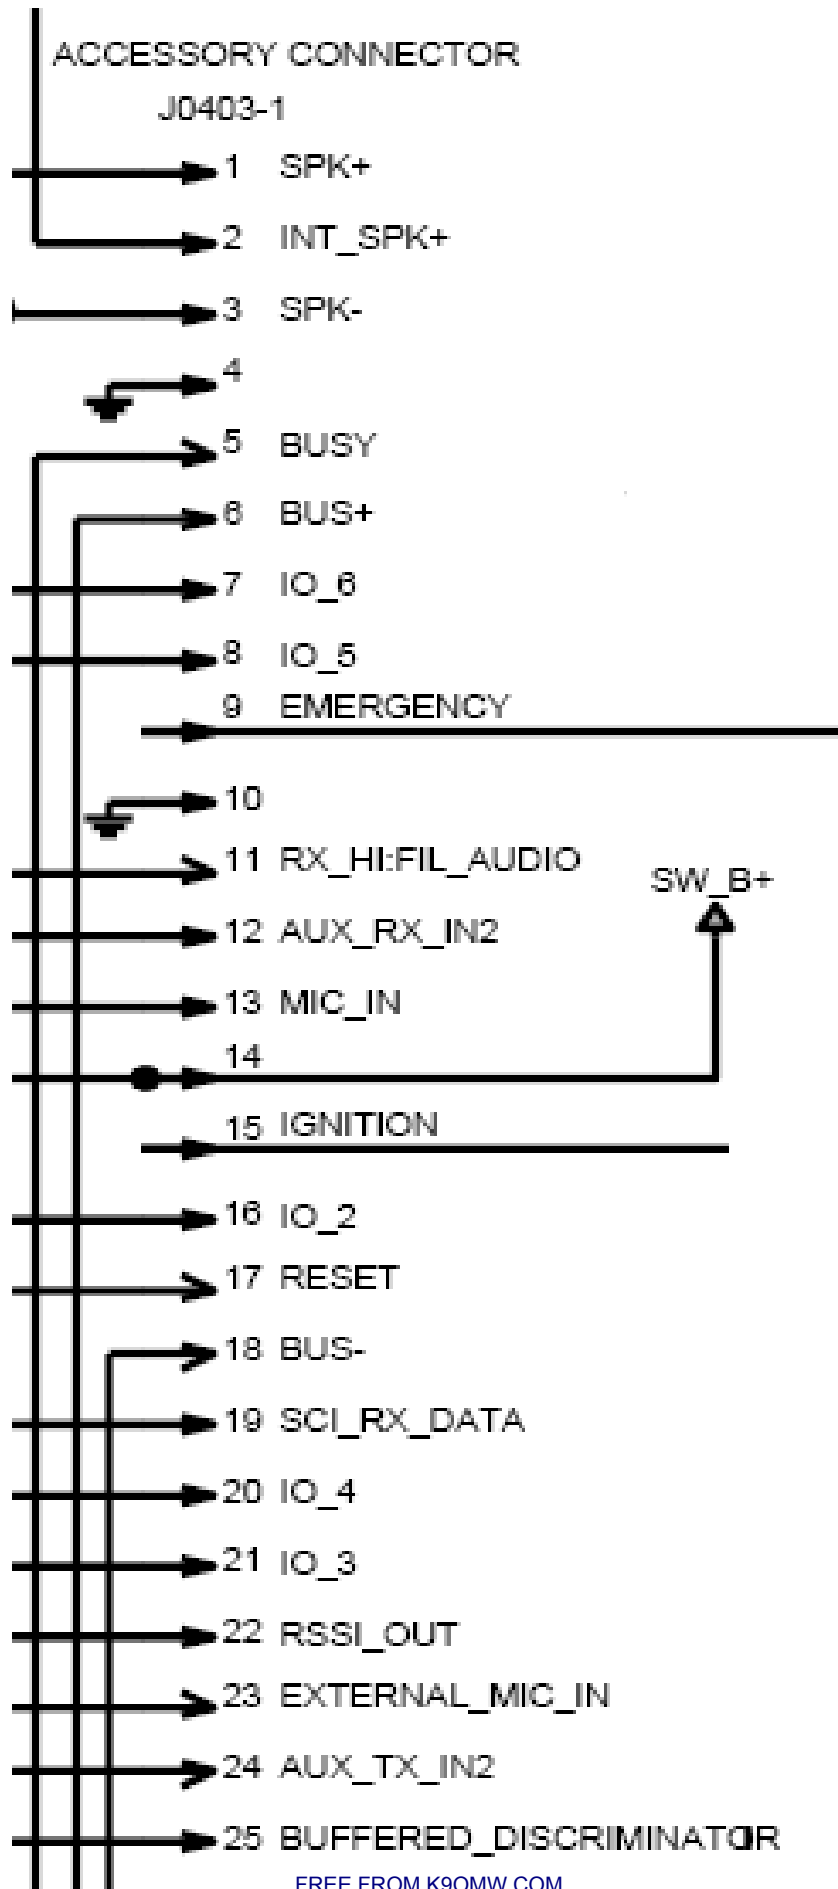 ACCESSORY CONNECTOR
J0403-1
1 SPK+
2 INT_SPK+
3 SPK-
4
5 BUSY
6 BUS+
7 IO_6
8 IO_5
9 EMERGENCY
10
11 RX_HI:FIL_AUDIO
SW_B+
12 AUX_RX_IN2
13 MIC_IN
14
15 IGNITION
16 IO_2
17 RESET
18 BUS-
19 SCI_RX_DATA
20 IO_4
21 IO_3
22 RSSI_OUT
23 EXTERNAL_MIC_IN
24 AUX_TX_IN2
25 BUFFERED_DISCRIMINATOR
FREE FROM K9OMW.COM